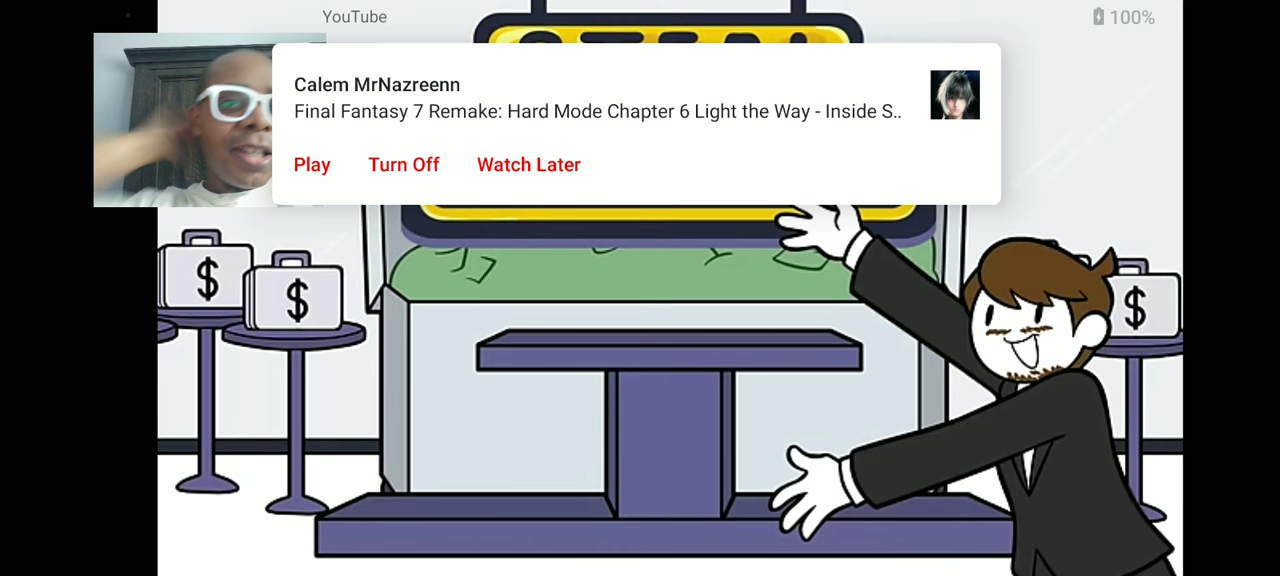 YouTube
100%
Calem MrNazreenn
Final Fantasy 7 Remake: Hard Mode Chapter 6 Light the Way - Inside S..
Play Turn Off Watch Later
$
$
$